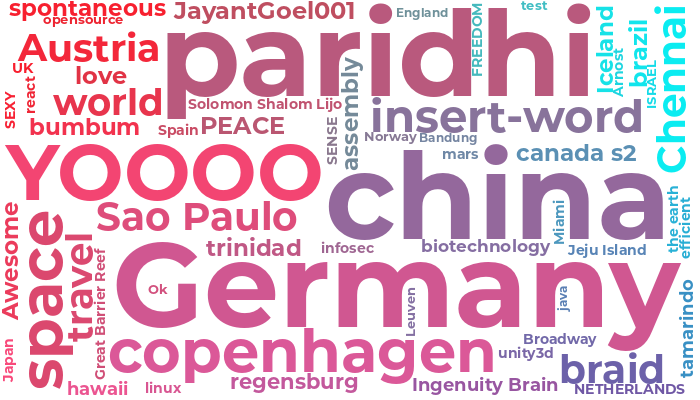 spontaneous
opensource
JayantGoel001
England
FREEDOM
test
Iceland
Arnost
brazil
ISRAEL
Chennai
Austria
UK
react
love
paridhi
SEXY
world
bumbum
Solomon Shalom Lijo
Spain
PEACE
SENSE
assembly
insert-word
Norway
Bandung
mars
canada s2
YOOOO
china
Awesome
space
travel
Sao Paulo
trinidad
infosec
biotechnology
Miami
Jeju Island
the earth
efficient
Great Barrier Reef
Germany
Ok
Leuven
java
tamarindo
Japan
copenhagen
Broadway
unity3d
braid
hawaii
linux
regensburg
Ingenuity Brain
NETHERLANDS